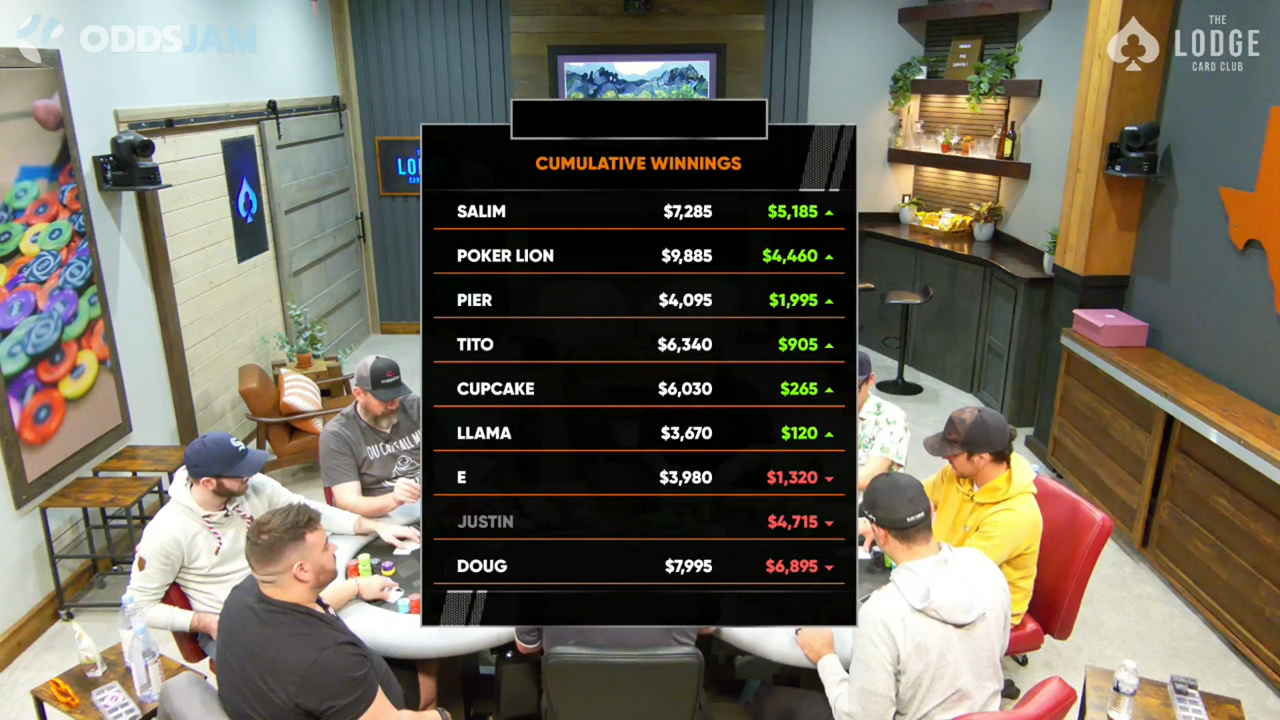 ODDSJAM
THE
LODGE
CARD CLUB
CUMULATIVE WINNINGS
SALIM $7,285 $5,185
POKER LION $9,885 $4,460
PIER $4,095 $1,995
TITO $6,340 $905
CUPCAKE $6,030 $265
LLAMA $3,670 $120
E $3,980 $1,320
JUSTIN $4,715
DOUG $7,995 $6,895